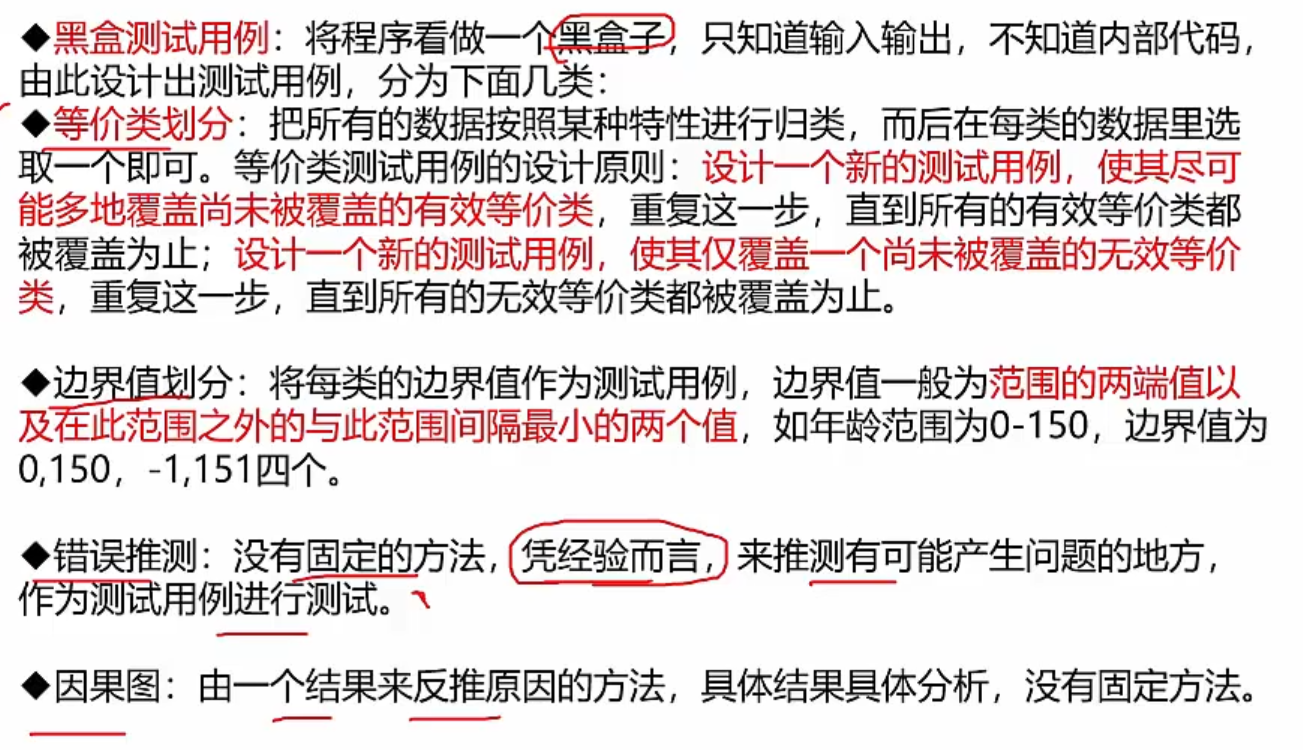 ◆黑盒测试用例：将程序看做一个黑盒子，只知道输入输出，不知道内部代码，
由此设计出测试用例，分为下面几类：
◆等价类划分：把所有的数据按照某种特性进行归类，而后在每类的数据里选
取一个即可。等价类测试用例的设计原则：设计一个新的测试用例，使其尽可
能多地覆盖尚未被覆盖的有效等价类，重复这一步，直到所有的有效等价类都
被覆盖为止；设计一个新的测试用例，使其仅覆盖一个尚未被覆盖的无效等价
类，重复这一步，直到所有的无效等价类都被覆盖为止。
◆边界值划分：将每类的边界值作为测试用例，边界值一般为范围的两端值以
及在此范围之外的与此范围间隔最小的两个值，如年龄范围为0-150，边界值为
0,150，-1,151四个。
◆错误推测：没有固定的方法，凭经验而言，来推测有可能产生问题的地方，
作为测试用例进行测试。
◆因果图：由一个结果来反推原因的方法，具体结果具体分析，没有固定方法。